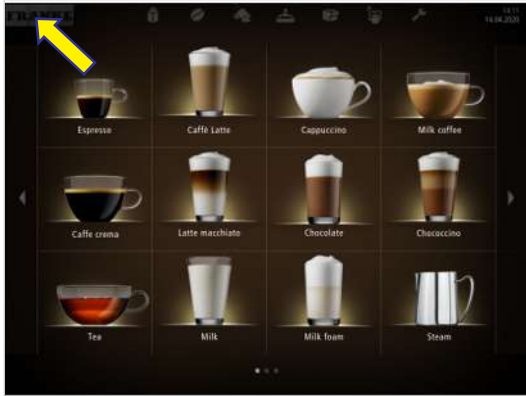 FRANKE
14:11
14.04.2020
Espresso
Caffè Latte
Cappuccino
Milk coffee
Caffe crema
Latte macchiato
Chocolate
Chococcino
Tea
Milk
Milk foam
Steam